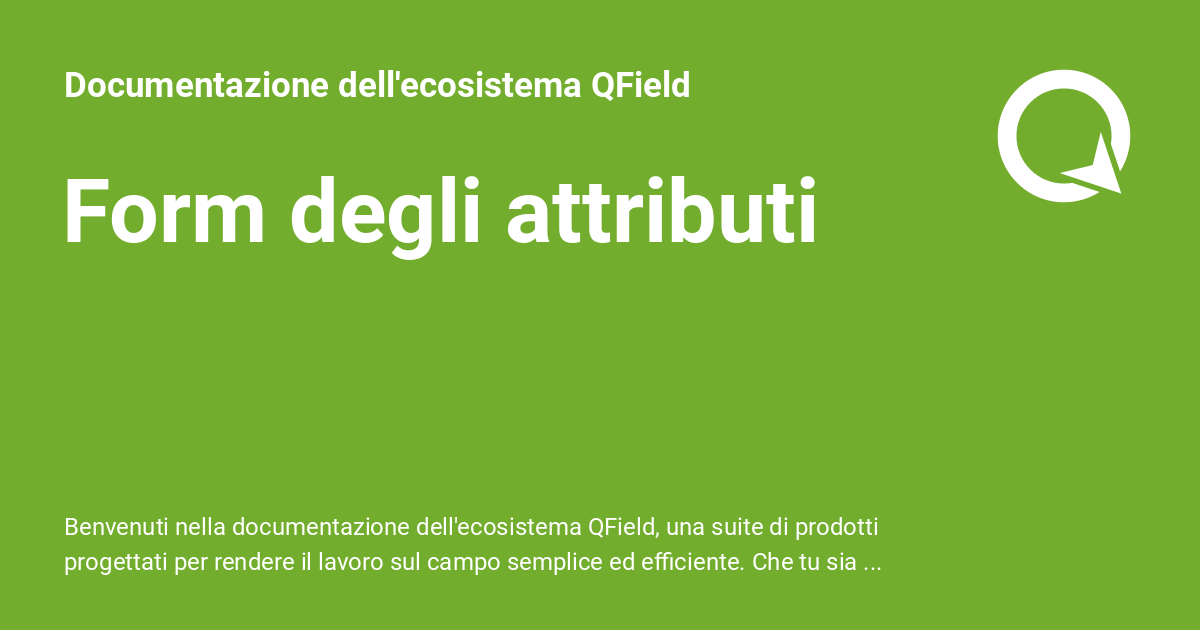 Documentazione dell'ecosistema QField
Form degli attributi
Benvenuti nella documentazione dell'ecosistema QField, una suite di prodotti
progettati per rendere il lavoro sul campo semplice ed efficiente. Che tu sia ...